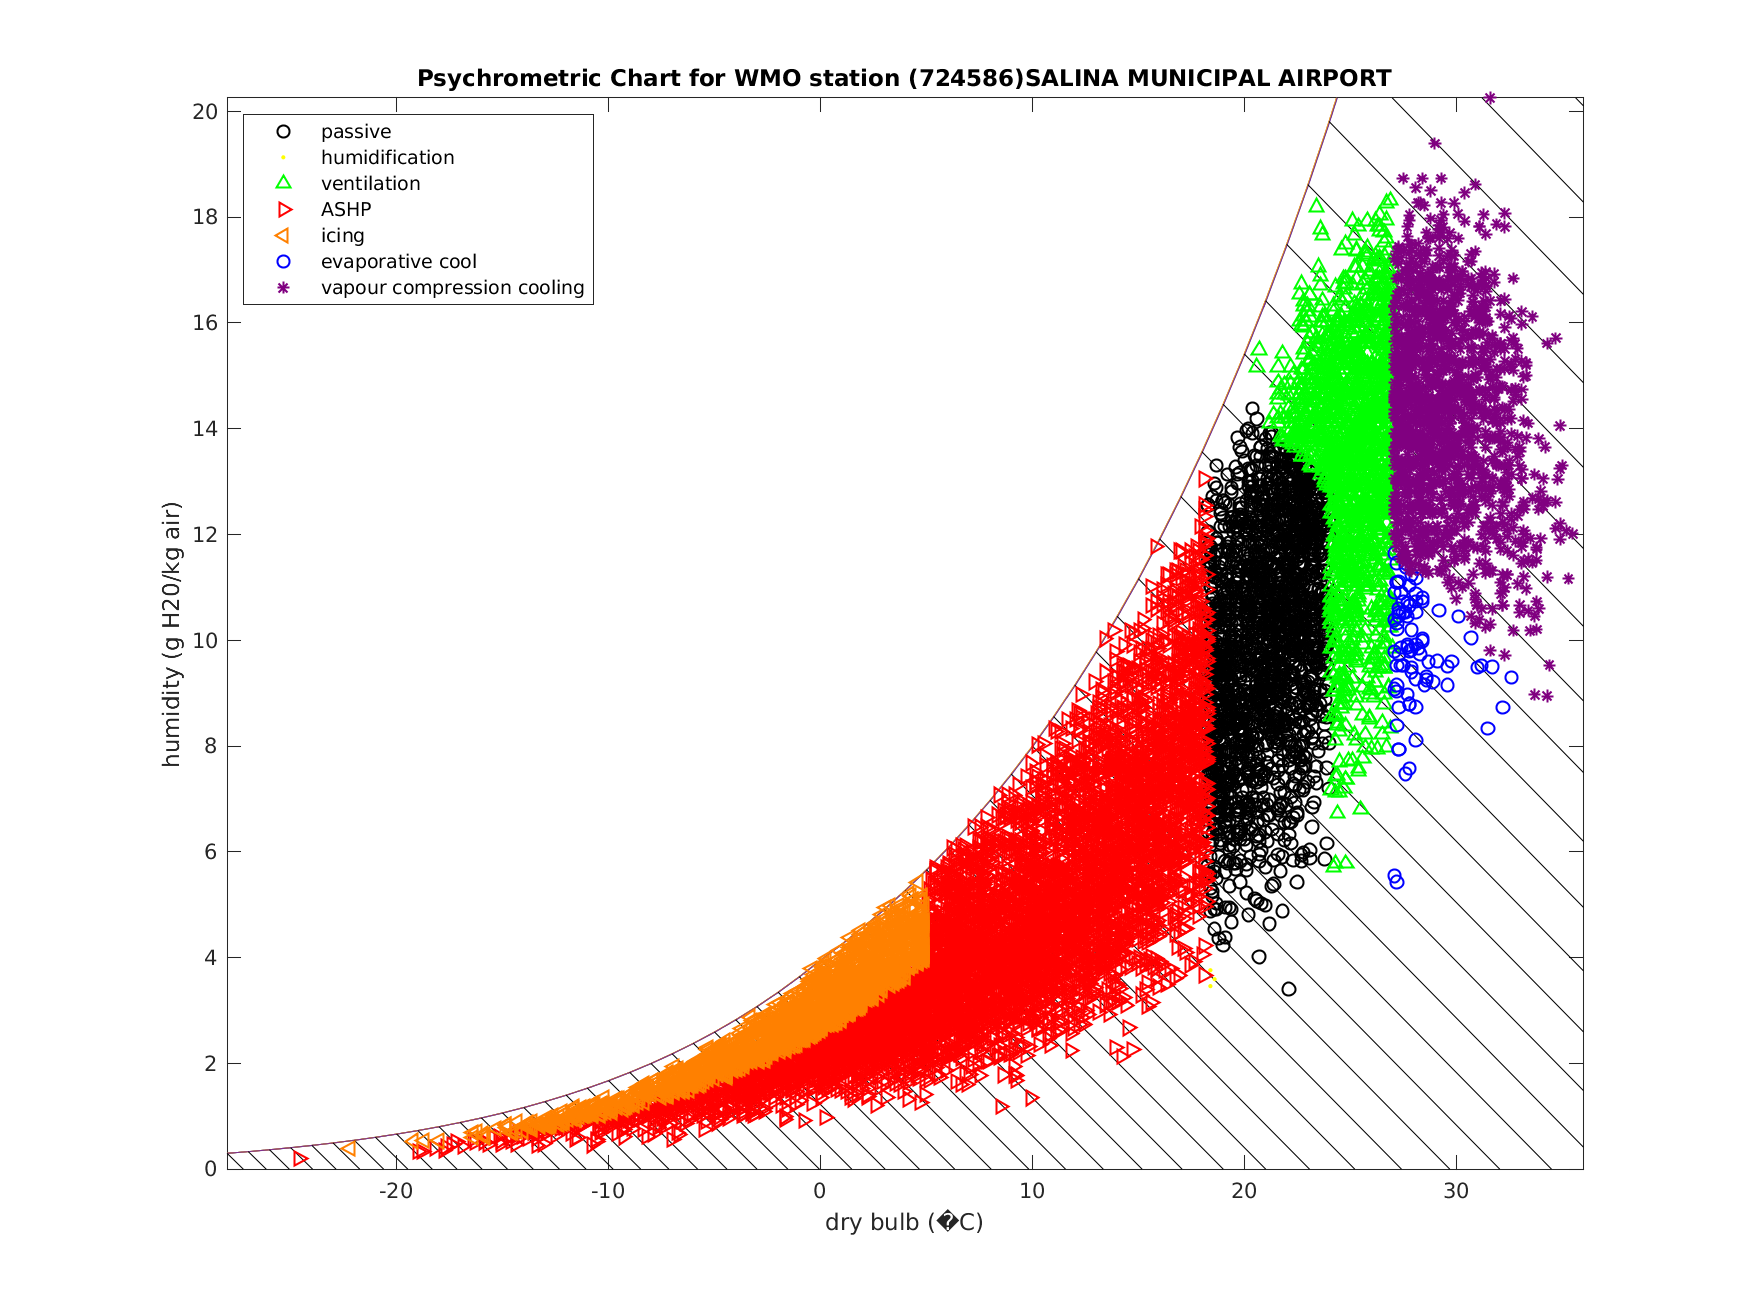 Psychrometric Chart for WMO station (724586)SALINA MUNICIPAL AIRPORT
passive
humidification
ventilation
ASHP
icing
evaporative cool
vapour compression cooling
humidity (g H20/kg air)
20
18
16
14
12
10
8
6
4
2
0
-20
-10
0
10
20
30
dry bulb (�C)